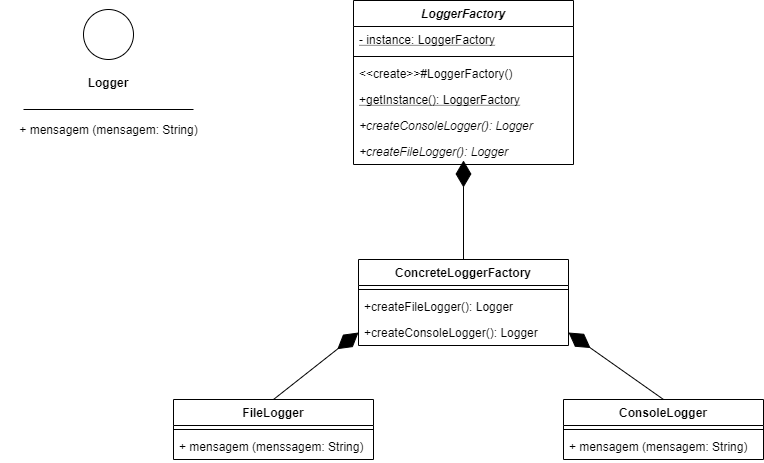 Logger
+ mensagem (mensagem: String)
LoggerFactory
- instance: LoggerFactory
<<create>>#LoggerFactory()
+getInstance(): LoggerFactory
+createConsoleLogger(): Logger
+createFileLogger(): Logger
ConcreteLoggerFactory
+createFileLogger(): Logger
+createConsoleLogger(): Logger
FileLogger
+ mensagem (menssagem: String)
ConsoleLogger
+ mensagem (mensagem: String)